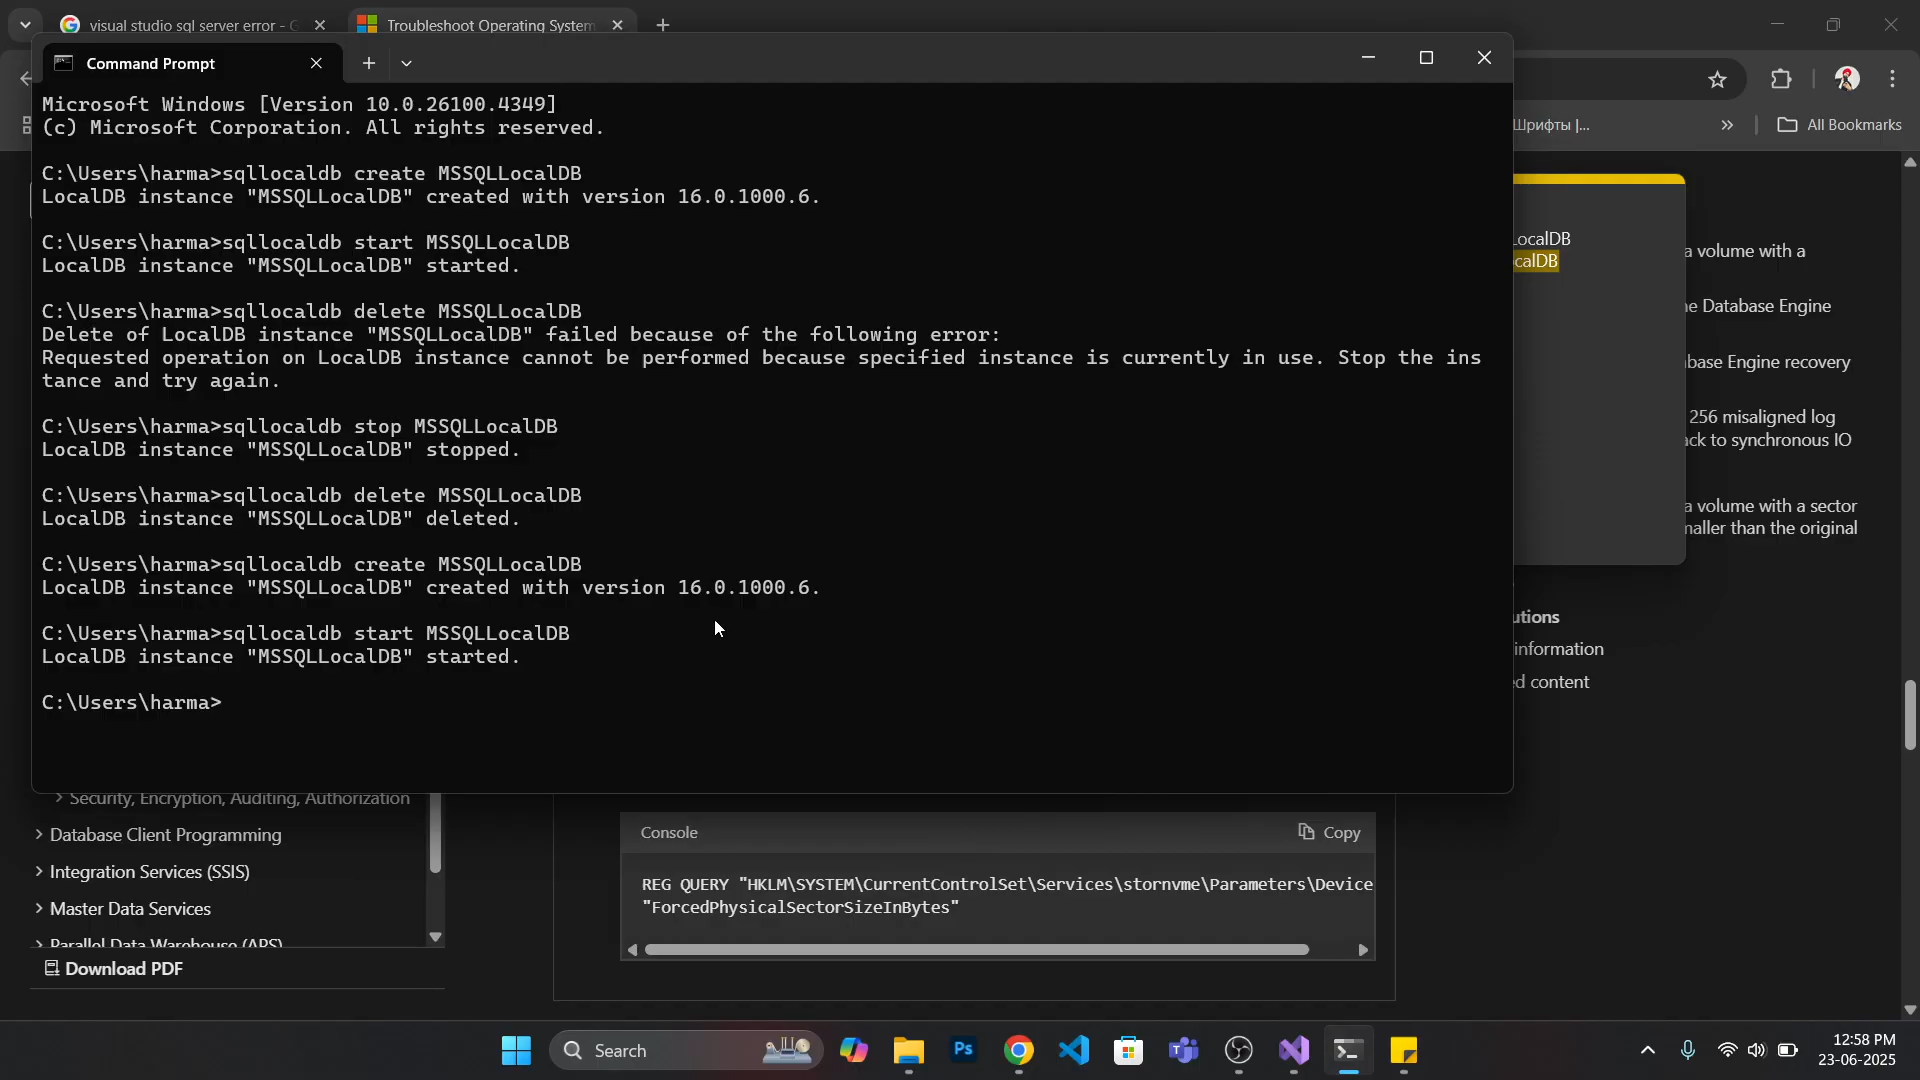 visual studio sql server error - G
Troubleshoot Operating System
Command Prompt
Шрифты |...
All Bookmarks
Microsoft Windows [Version 10.0.26100.4349]
(c) Microsoft Corporation. All rights reserved.
C:\Users\harma>sqllocaldb create MSSQLLocalDB
LocalDB instance "MSSQLLocalDB" created with version 16.0.1000.6.
C:\Users\harma>sqllocaldb start MSSQLLocalDB
LocalDB instance "MSSQLLocalDB" started.
C:\Users\harma>sqllocaldb delete MSSQLLocalDB
Delete of LocalDB instance "MSSQLLocalDB" failed because of the following error:
Requested operation on LocalDB instance cannot be performed because specified instance is currently in use. Stop the ins
tance and try again.
C:\Users\harma>sqllocaldb stop MSSQLLocalDB
LocalDB instance "MSSQLLocalDB" stopped.
C:\Users\harma>sqllocaldb delete MSSQLLocalDB
LocalDB instance "MSSQLLocalDB" deleted.
C:\Users\harma>sqllocaldb create MSSQLLocalDB
LocalDB instance "MSSQLLocalDB" created with version 16.0.1000.6.
C:\Users\harma>sqllocaldb start MSSQLLocalDB
LocalDB instance "MSSQLLocalDB" started.
C:\Users\harma>
LocalDB
calDB
a volume with a
ne Database Engine
abase Engine recovery
256 misaligned log
ack to synchronous IO
a volume with a sector
maller than the original
utions
information
ed content
Security, Encryption, Auditing, Authorization
Database Client Programming
Integration Services (SSIS)
Master Data Services
Parallel Data Warehouse (APS)
Download PDF
Console
Copy
REG QUERY "HKLM\SYSTEM\CurrentControlSet\Services\stornvme\Parameters\Device
"ForcedPhysicalSectorSizeInBytes"
Search
Ps
12:58 PM
23-06-2025